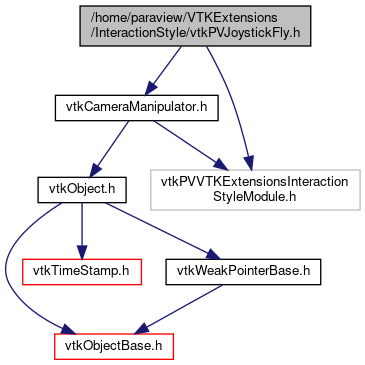 /home/paraview/VTKExtensions
/InteractionStyle/vtkPVJoystickFly.h
vtkCameraManipulator.h
vtkObject.h
vtkPVVTKExtensionsInteraction
StyleModule.h
vtkTimeStamp.h
vtkWeakPointerBase.h
vtkObjectBase.h